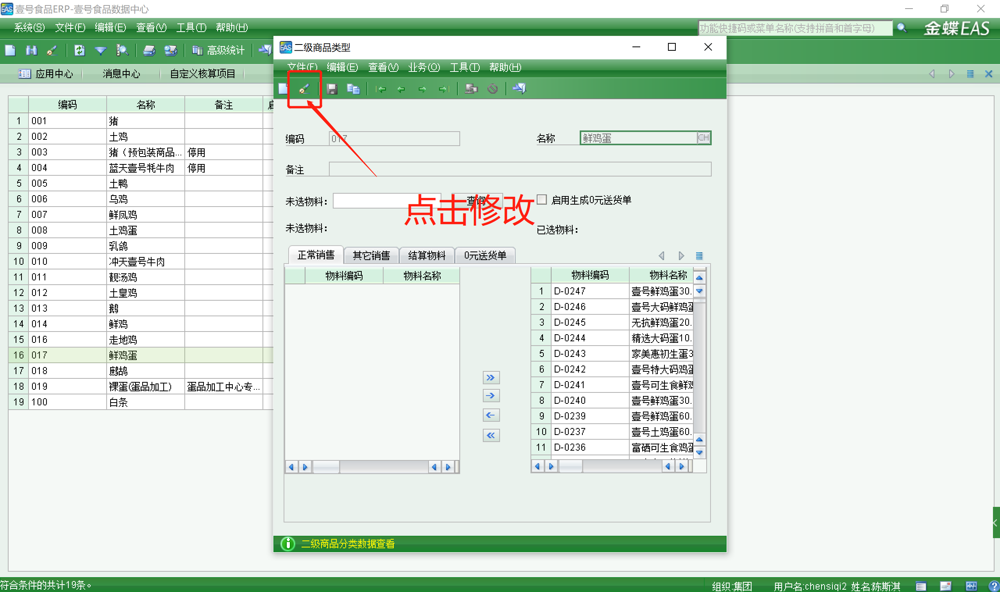 壹号食品ERP-壹号食品数据中心
系统(S) 文件(F) 编辑(E) 查看(V) 工具(T) 帮助(H)
功能快捷码或菜单名称(支持拼音和首字母)
金蝶EAS
高级统计
应用中心 消息中心 自定义核算项目
编码 名称 备注
1 001 猪
2 002 土鸡
3 003 猪（预包装商品... 停用
4 004 蓝天壹号牦牛肉 停用
5 005 土鸭
6 006 乌鸡
7 007 鲜凤鸡
8 008 土鸡蛋
9 009 乳鸽
10 010 冲天壹号牛肉
11 011 靓汤鸡
12 012 土皇鸡
13 013 鹅
14 014 鲜鸡
15 016 走地鸡
16 017 鲜鸡蛋
17 018 鹧鸪
18 019 裸蛋(蛋品加工) 蛋品加工中心专...
19 100 白条
EAS 二级商品类型
文件(F) 编辑(E) 查看(V) 业务(O) 工具(T) 帮助(H)
编码 017 名称 鲜鸡蛋 CH
备注
未选物料： 查询 启用生成0元送货单
点击修改
未选物料： 已选物料：
正常销售 其它销售 结算物料 0元送货单
物料编码 物料名称
物料编码 物料名称
1 D-0247 壹号鲜鸡蛋30.
2 D-0246 壹号大码鲜鸡蛋
3 D-0245 无抗鲜鸡蛋20.
4 D-0244 精选大码蛋10.
5 D-0243 家美惠初生蛋3
6 D-0242 壹号特大码鸡蛋
7 D-0241 壹号可生食鲜鸡
8 D-0240 壹号鲜鸡蛋30.
9 D-0239 壹号鲜鸡蛋60.
10 D-0237 壹号土鸡蛋60.
11 D-0236 富硒可生食鸡蛋
二级商品分类数据查看
符合条件的共计19条。
组织:集团 用户名:chensiqi2 姓名:陈斯淇